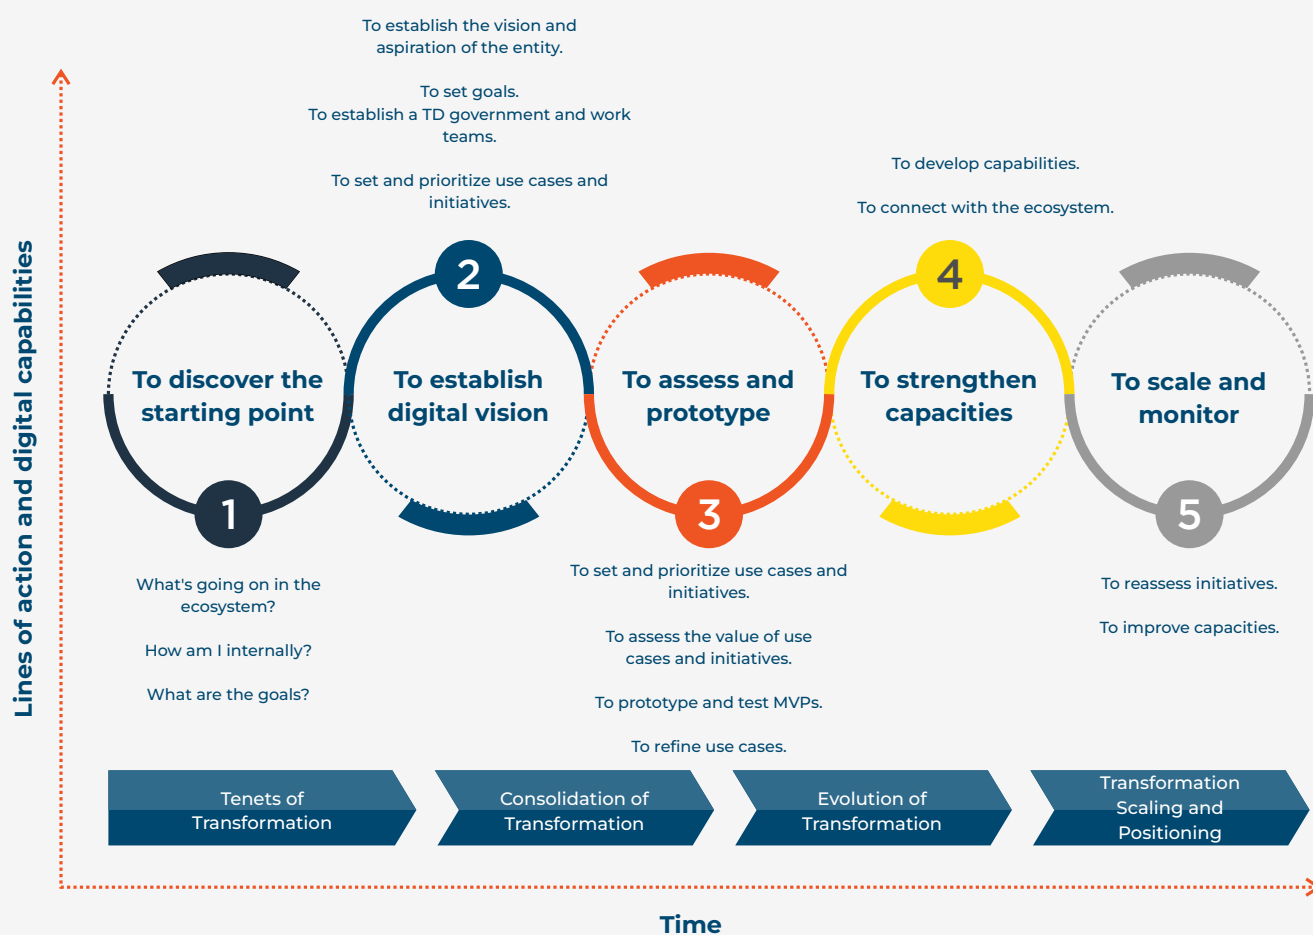 To establish the vision and
aspiration of the entity.
To set goals.
To establish a TD government and work
teams.
To set and prioritize use cases and
initiatives.
To develop capabilities.
To connect with the ecosystem.
Lines of action and digital capabilities
2
4
To discover the
starting point
To establish
digital vision
To assess and
prototype
To strengthen
capacities
To scale and
monitor
1
3
5
What's going on in the
ecosystem?
How am I internally?
What are the goals?
To set and prioritize use cases and
initiatives.
To assess the value of use
cases and initiatives.
To prototype and test MVPs.
To refine use cases.
To reassess initiatives.
To improve capacities.
Tenets of
Transformation
Consolidation of
Transformation
Evolution of
Transformation
Transformation
Scaling and
Positioning
Time